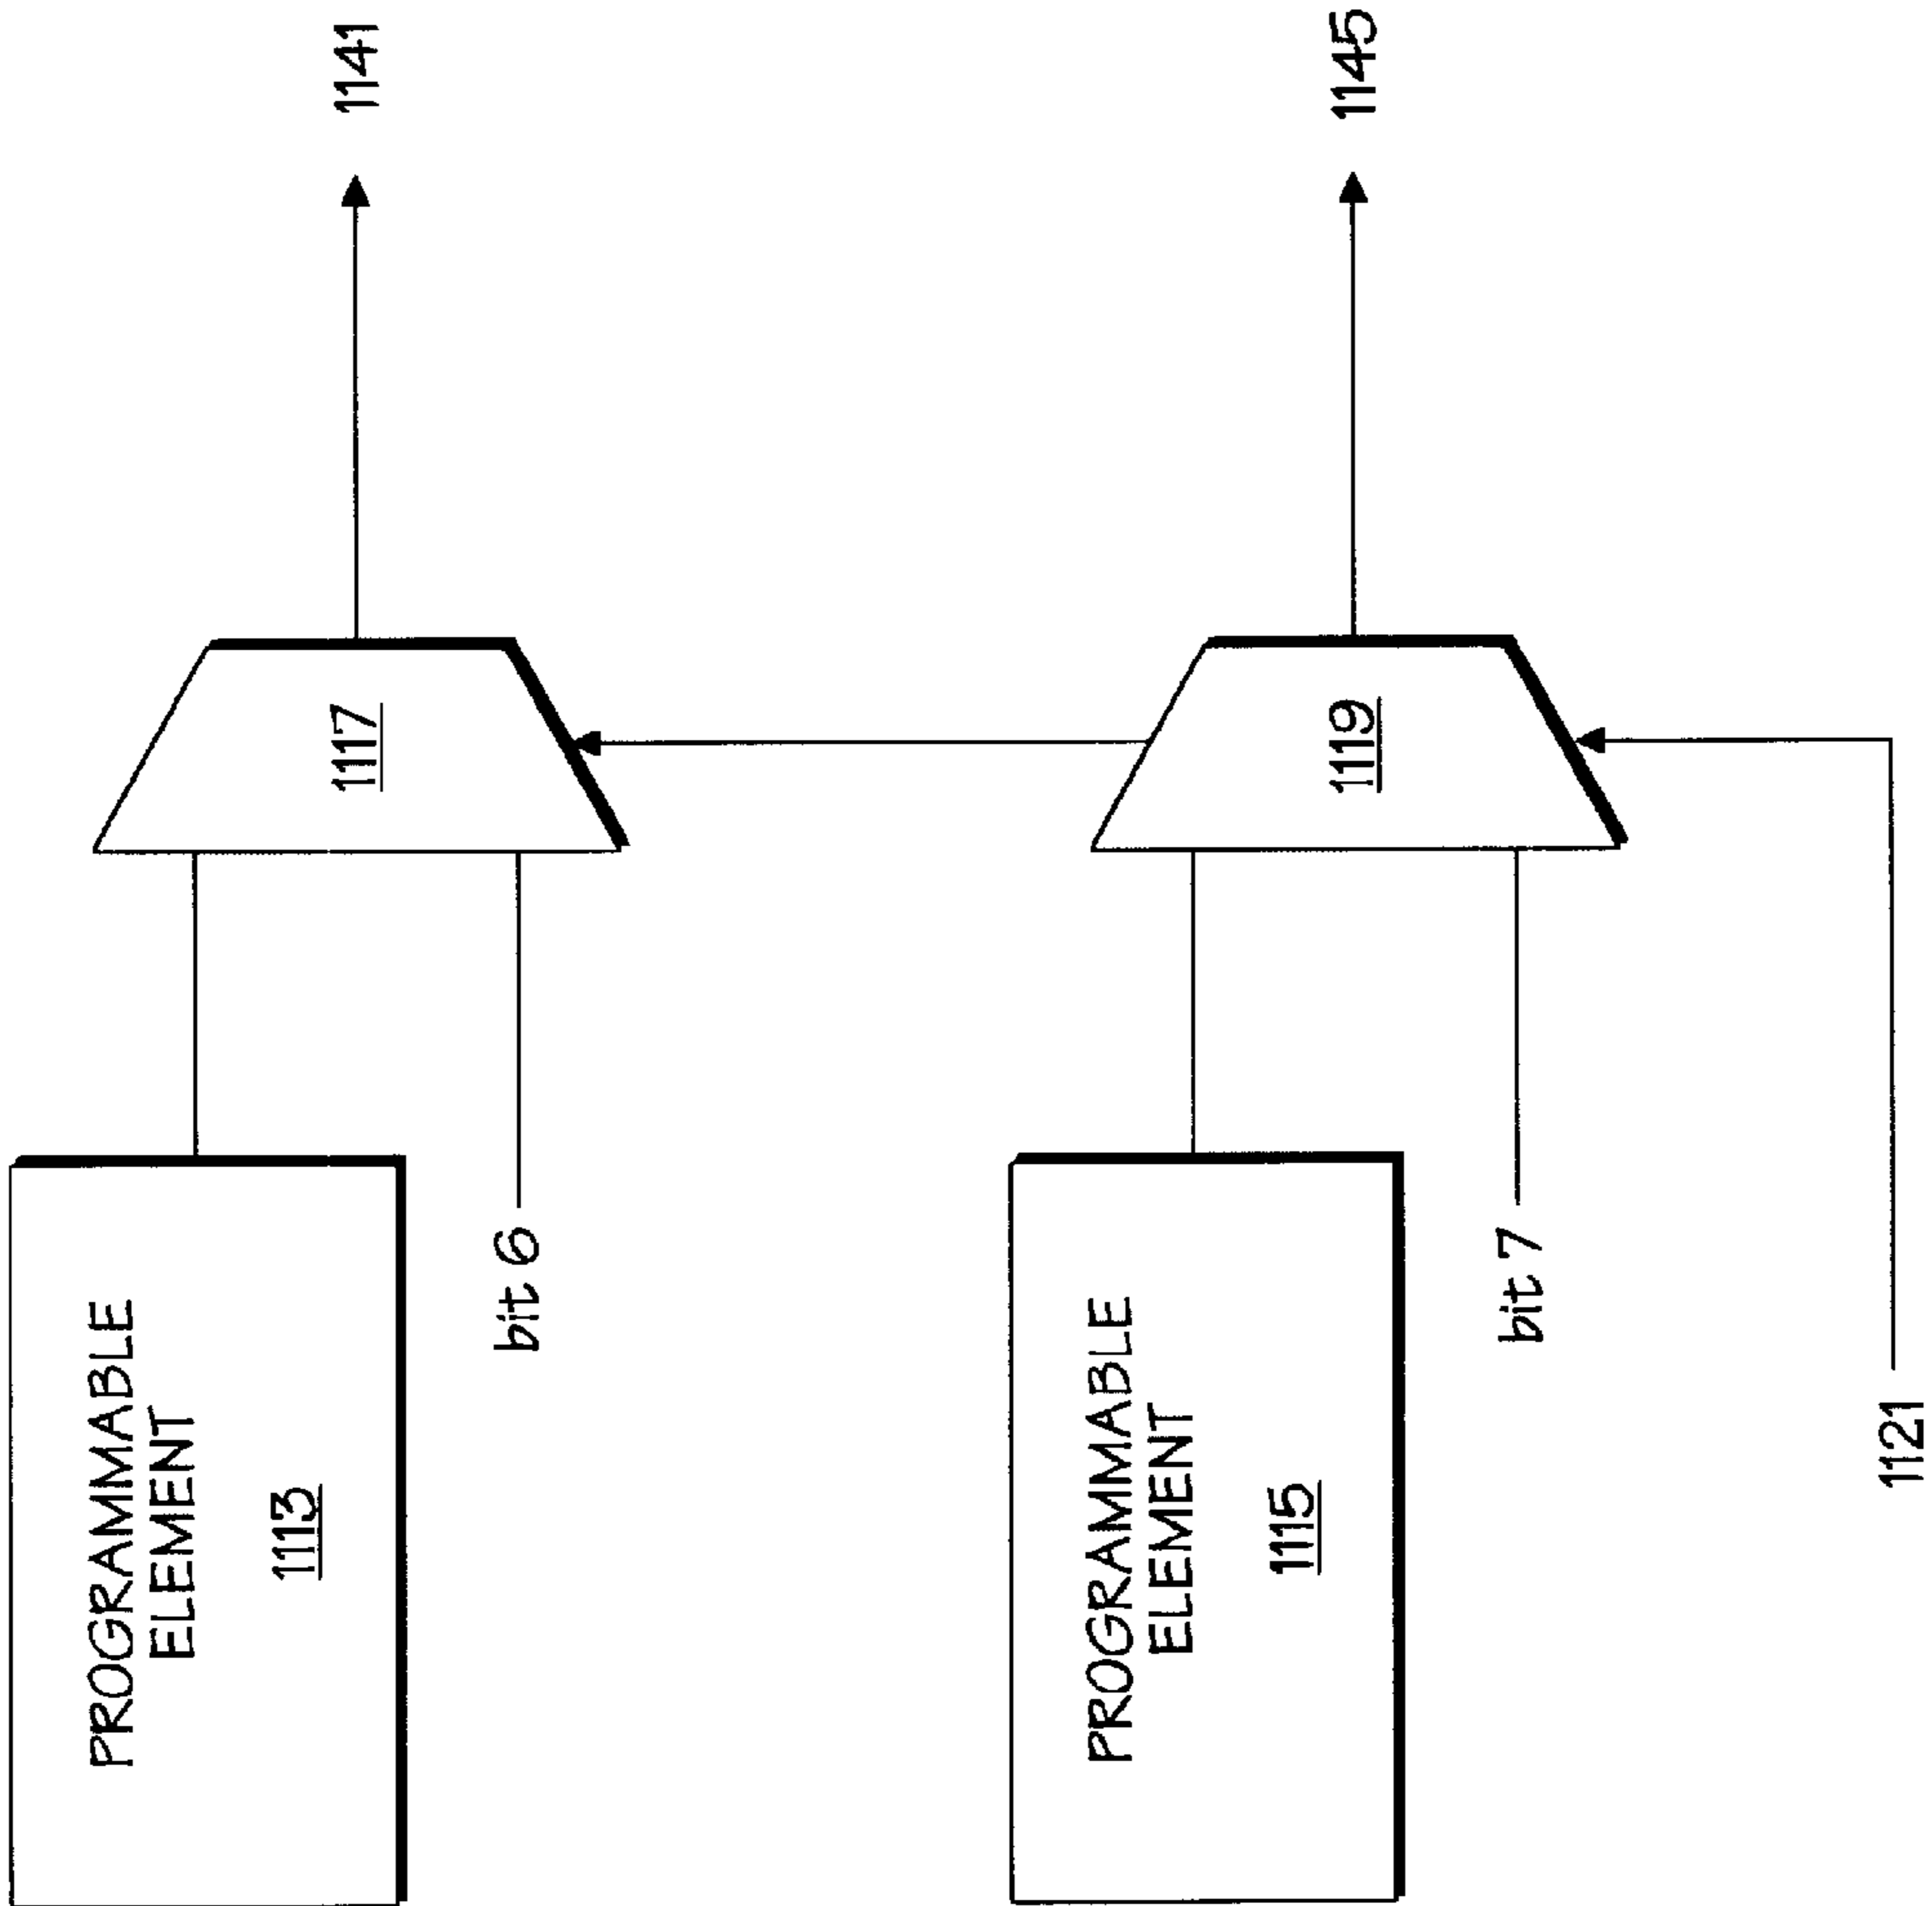 PROGRAMMABLE
ELEMENT
1113
bit 6
1117
1141
PROGRAMMABLE
ELEMENT
1115
bit 7
1119
1145
1121